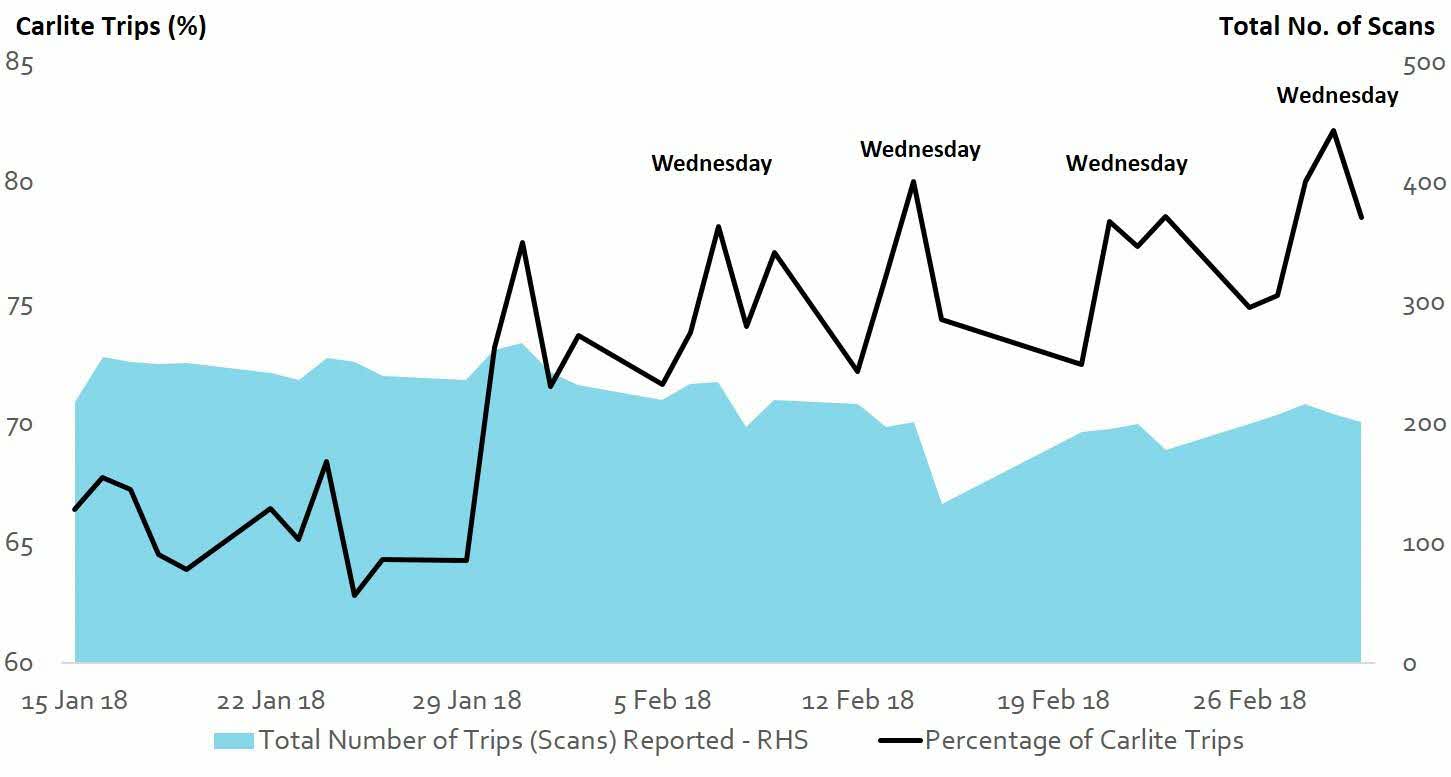 Carlite Trips (%)
Total No. of Scans
85
500
Wednesday
Wednesday
Wednesday
Wednesday
80
400
75
300
70
200
65
100
60
0
15 Jan 18
22 Jan 18
29 Jan 18
5 Feb 18
12 Feb 18
19 Feb 18
26 Feb 18
Total Number of Trips (Scans) Reported - RHS
Percentage of Carlite Trips